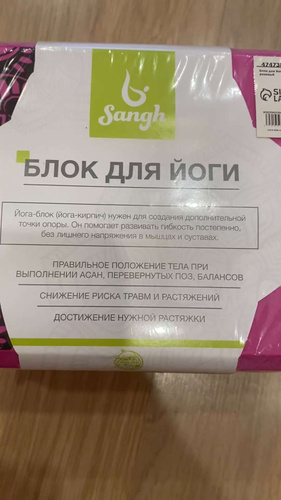 Sangh
БЛОК ДЛЯ ЙОГИ
Йога-блок (йога-кирпич) нужен для создания дополнительной
точки опоры. Он помогает развивать гибкость постепенно,
без лишнего напряжения в мышцах и суставах.
ПРАВИЛЬНОЕ ПОЛОЖЕНИЕ ТЕЛА ПРИ
ВЫПОЛНЕНИИ АСАН, ПЕРЕВЕРНУТЫХ ПОЗ, БАЛАНСОВ
СНИЖЕНИЕ РИСКА ТРАВМ И РАСТЯЖЕНИЙ
ДОСТИЖЕНИЕ НУЖНОЙ РАСТЯЖКИ